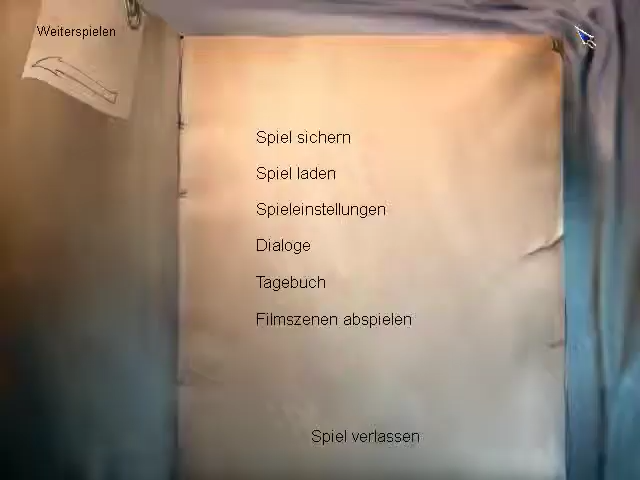 Weiterspielen
Spiel sichern
Spiel laden
Spieleinstellungen
Dialoge
Tagebuch
Filmszenen abspielen
Spiel verlassen